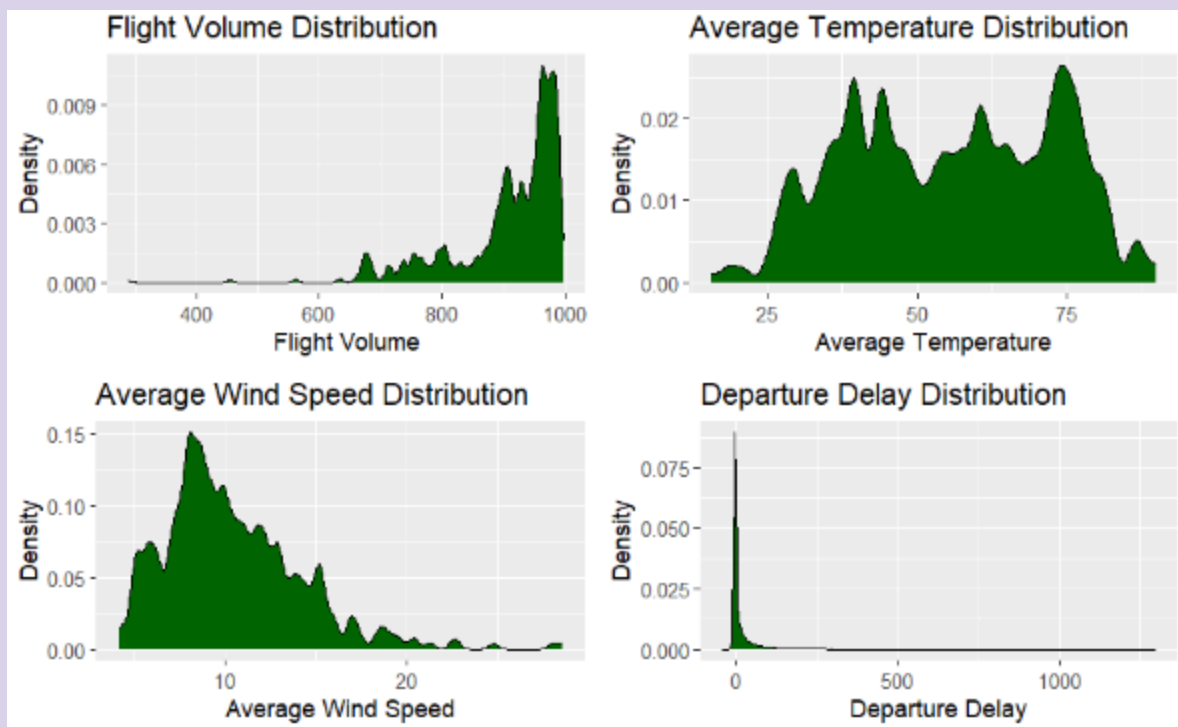 Flight Volume Distribution
Density
0.009
0.006
0.003
0.000
400 600 800 1000
Flight Volume
Average Temperature Distribution
Density
0.02
0.01
0.00
25 50 75
Average Temperature
Average Wind Speed Distribution
Density
0.15
0.10
0.05
0.00
10 20
Average Wind Speed
Departure Delay Distribution
Density
0.075
0.050
0.025
0.000
0 500 1000
Departure Delay